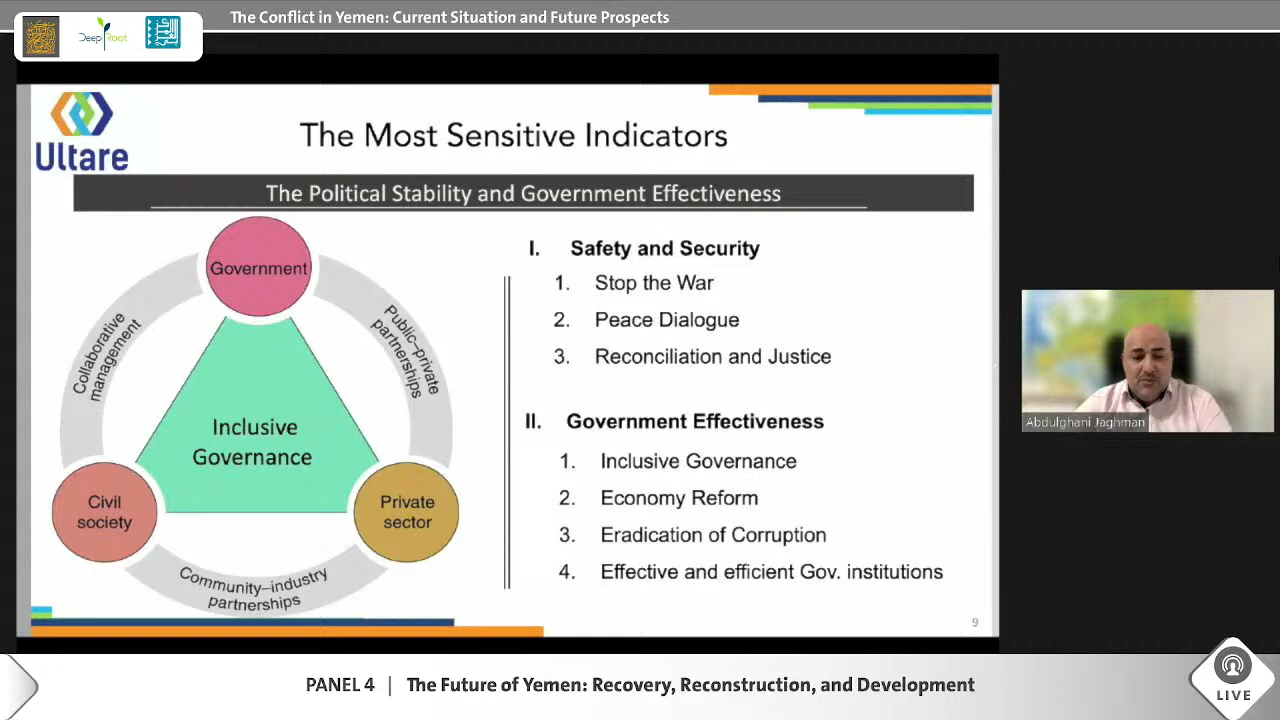 The Conflict in Yemen: Current Situation and Future Prospects
DeepRoot
Ultare
The Most Sensitive Indicators
The Political Stability and Government Effectiveness
Government
Collaborative
management
Public–private
partnerships
Inclusive
Governance
Civil
society
Private
sector
Community–industry
partnerships
I. Safety and Security
1. Stop the War
2. Peace Dialogue
3. Reconciliation and Justice
II. Government Effectiveness
1. Inclusive Governance
2. Economy Reform
3. Eradication of Corruption
4. Effective and efficient Gov. institutions
9
Abdulghani Jaghman
PANEL 4 | The Future of Yemen: Recovery, Reconstruction, and Development
LIVE